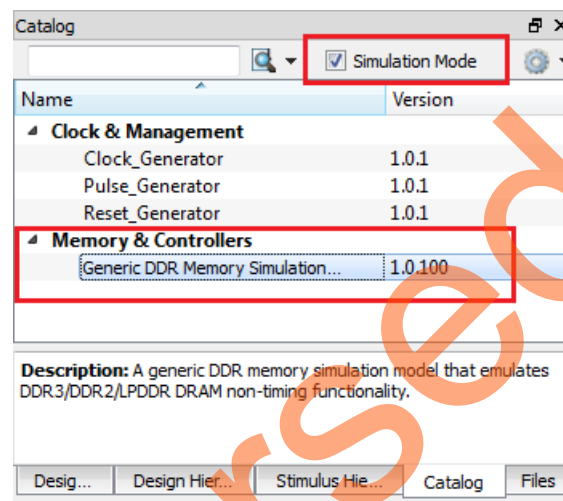 Catalog
Simulation Mode
Name Version
Clock & Management
Clock_Generator 1.0.1
Pulse_Generator 1.0.1
Reset_Generator 1.0.1
Memory & Controllers
Generic DDR Memory Simulation... 1.0.100
Description: A generic DDR memory simulation model that emulates
DDR3/DDR2/LPDDR DRAM non-timing functionality.
Desig... Design Hier... Stimulus Hie... Catalog Files